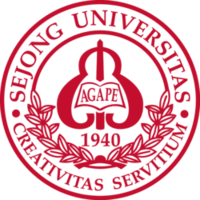 SEJONG UNIVERSITAS
AGAPE
1940
CREATIVITAS SERVITIUM